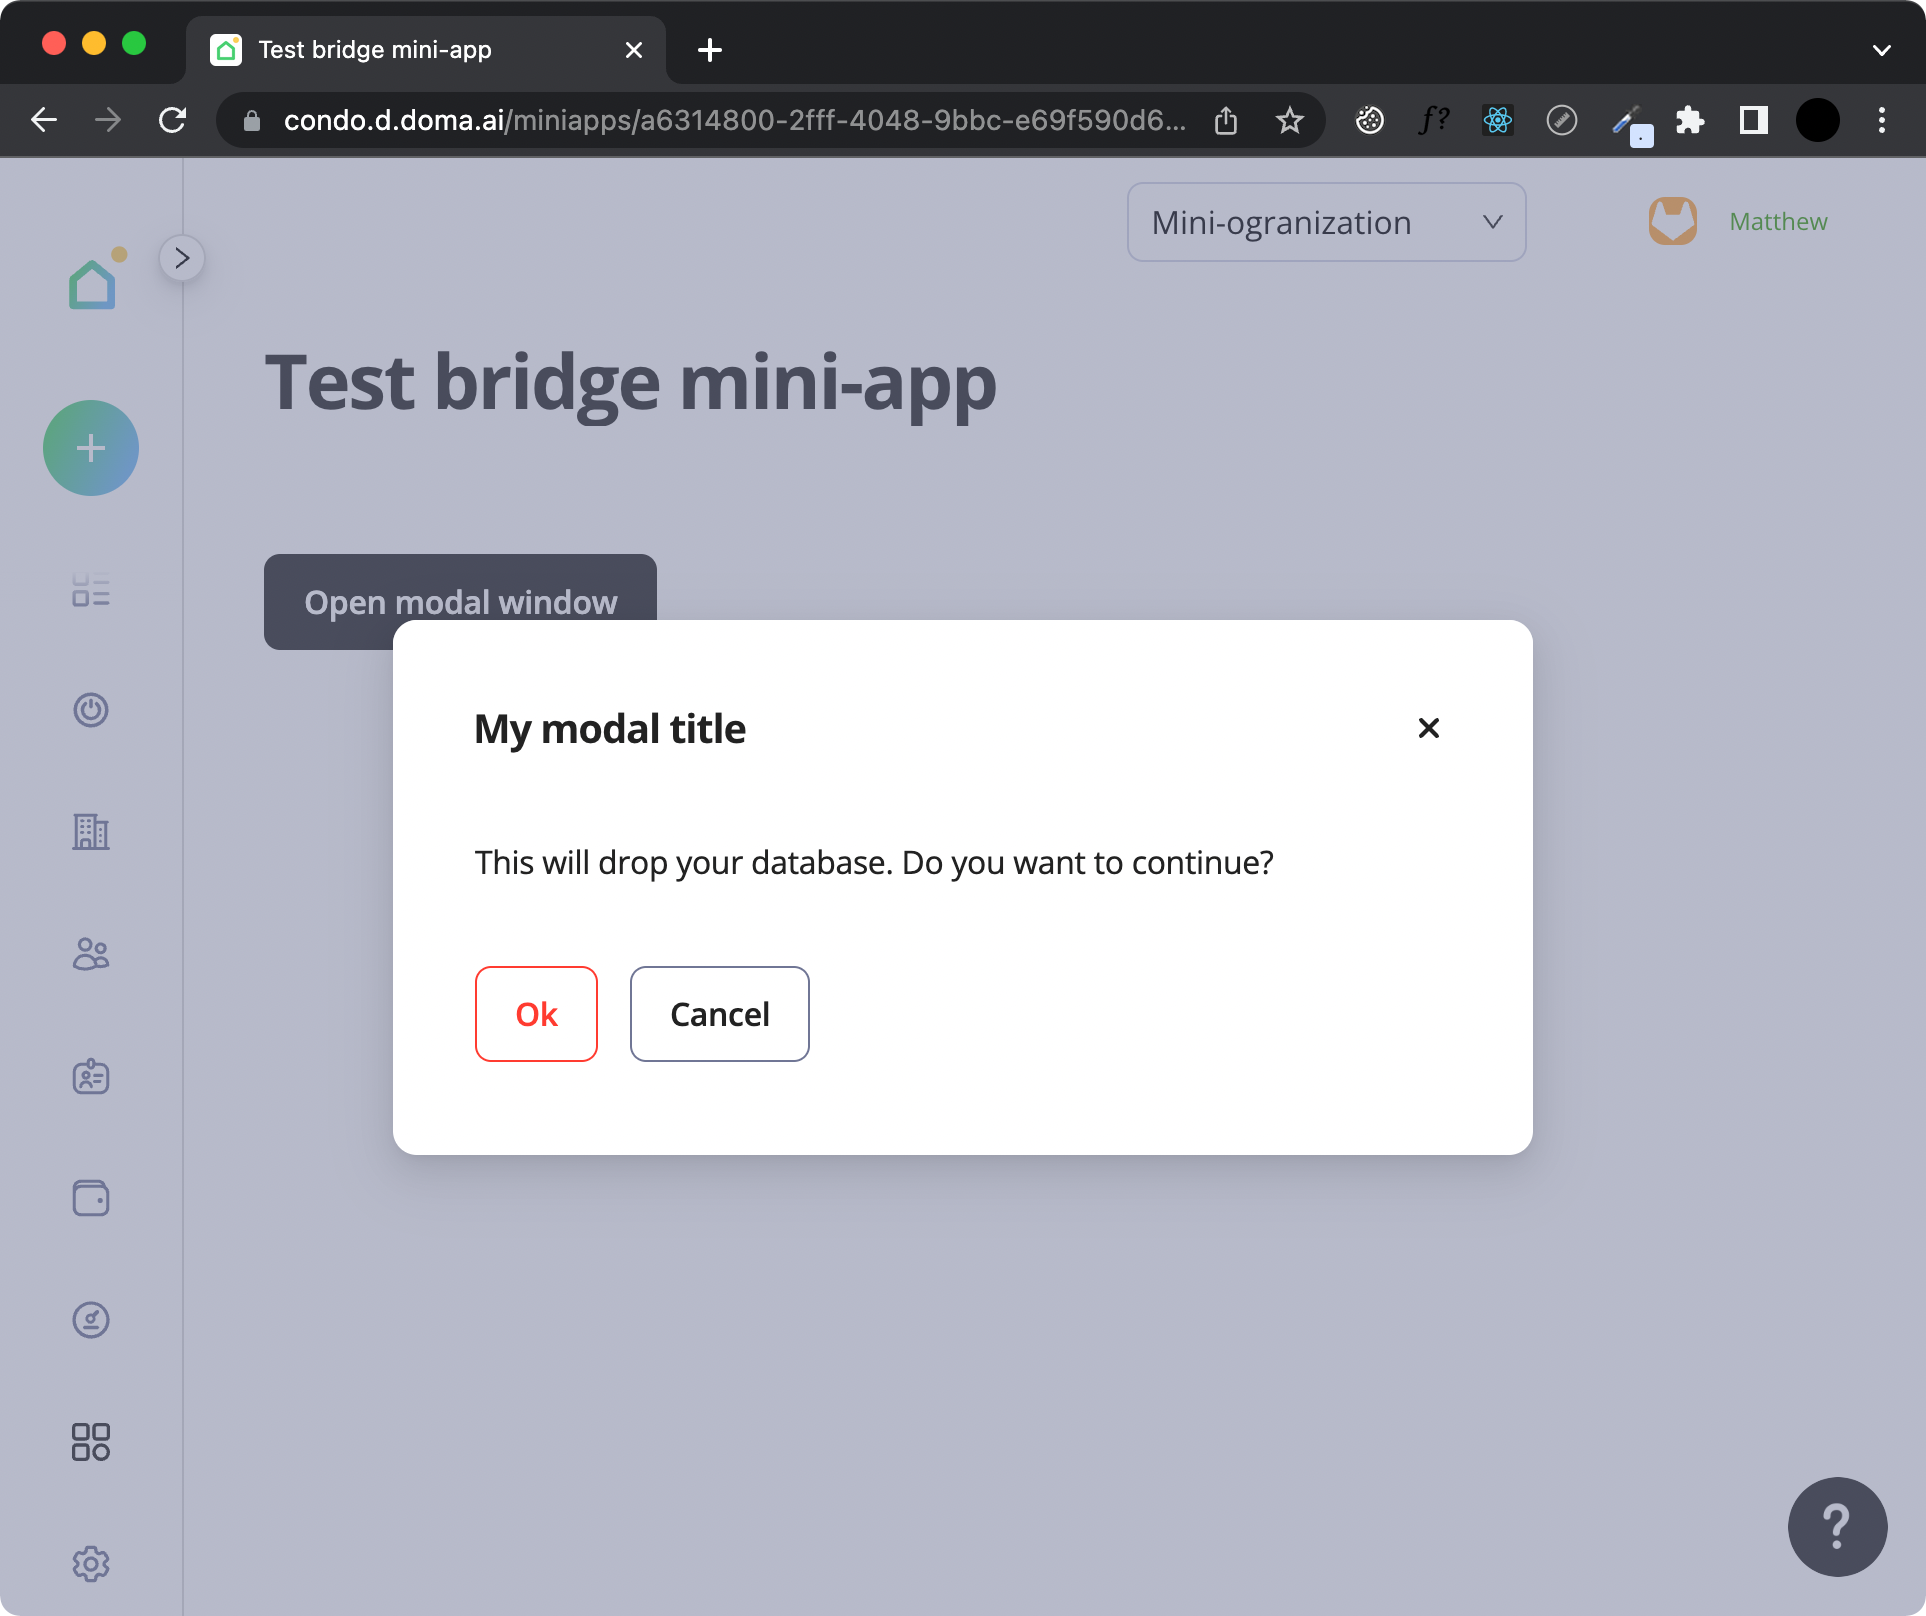 Test bridge mini-app
condo.d.doma.ai/miniapps/a6314800-2fff-4048-9bbc-e69f590d6...
f?
Mini-ogranization
Matthew
Test bridge mini-app
Open modal window
My modal title
This will drop your database. Do you want to continue?
Ok
Cancel
?